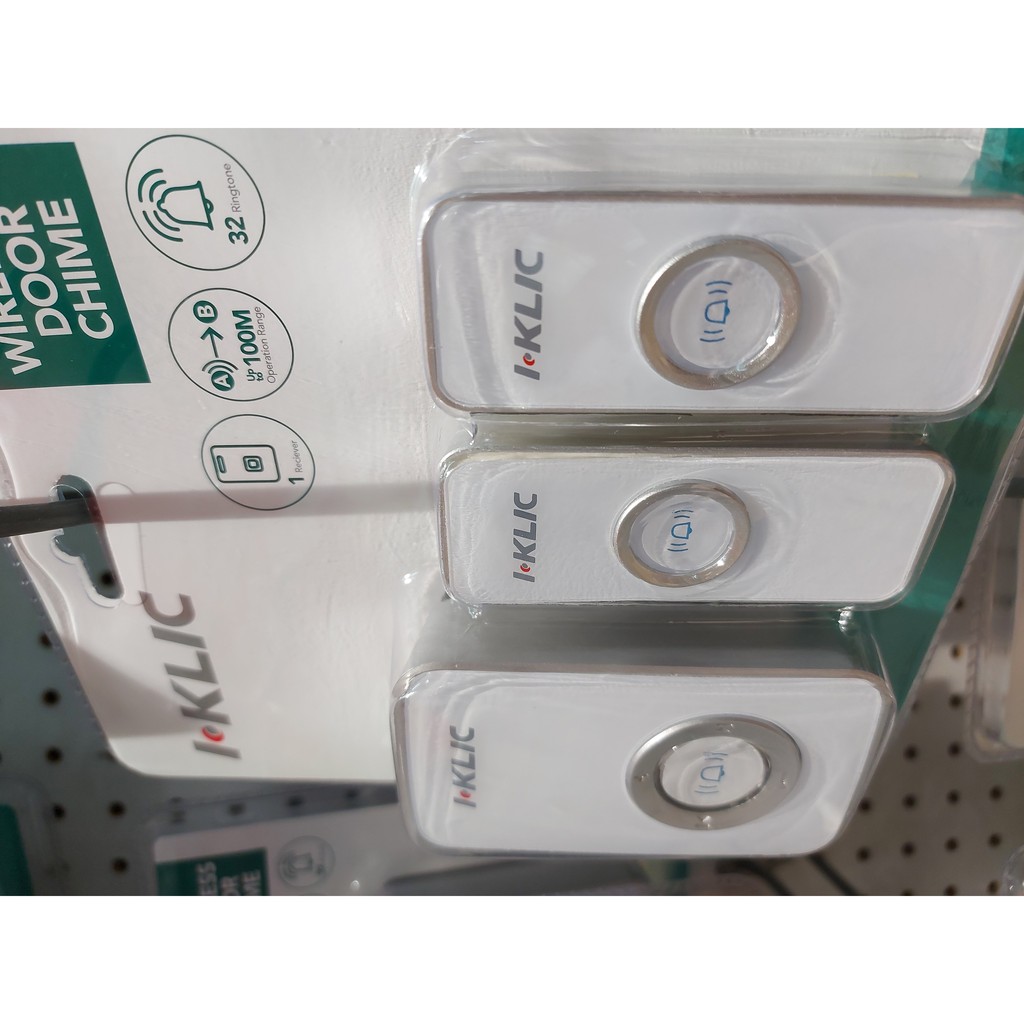 I·KLIC
WIRELESS
DOOR
CHIME
1 Reciever
A B
Up to 100M
Operation Range
32 Ringtone
I·KLIC
I·KLIC
I·KLIC